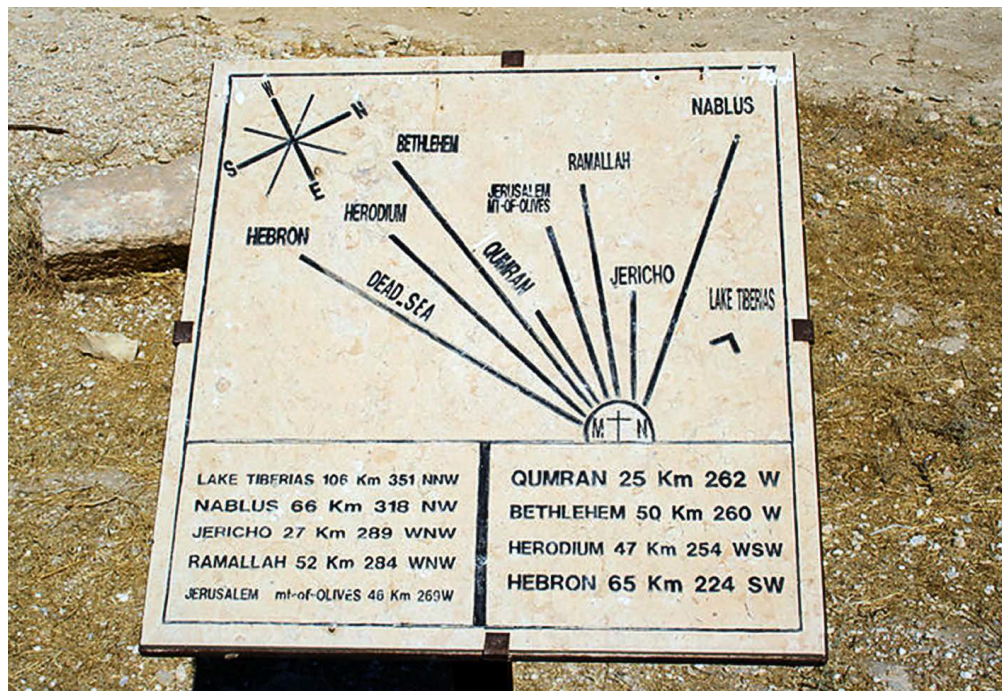 W
N
S
E
NABLUS
BETHLEHEM
RAMALLAH
JERUSALEM
MT-OF-OLIVES
HERODIUM
HEBRON
QUMRAN
JERICHO
DEAD-SEA
LAKE TIBERIAS
M N
LAKE TIBERIAS 106 Km 351 NNW
NABLUS 66 Km 318 NW
JERICHO 27 Km 289 WNW
RAMALLAH 52 Km 284 WNW
JERUSALEM mt-of-OLIVES 46 Km 269W
QUMRAN 25 Km 262 W
BETHLEHEM 50 Km 260 W
HERODIUM 47 Km 254 WSW
HEBRON 65 Km 224 SW